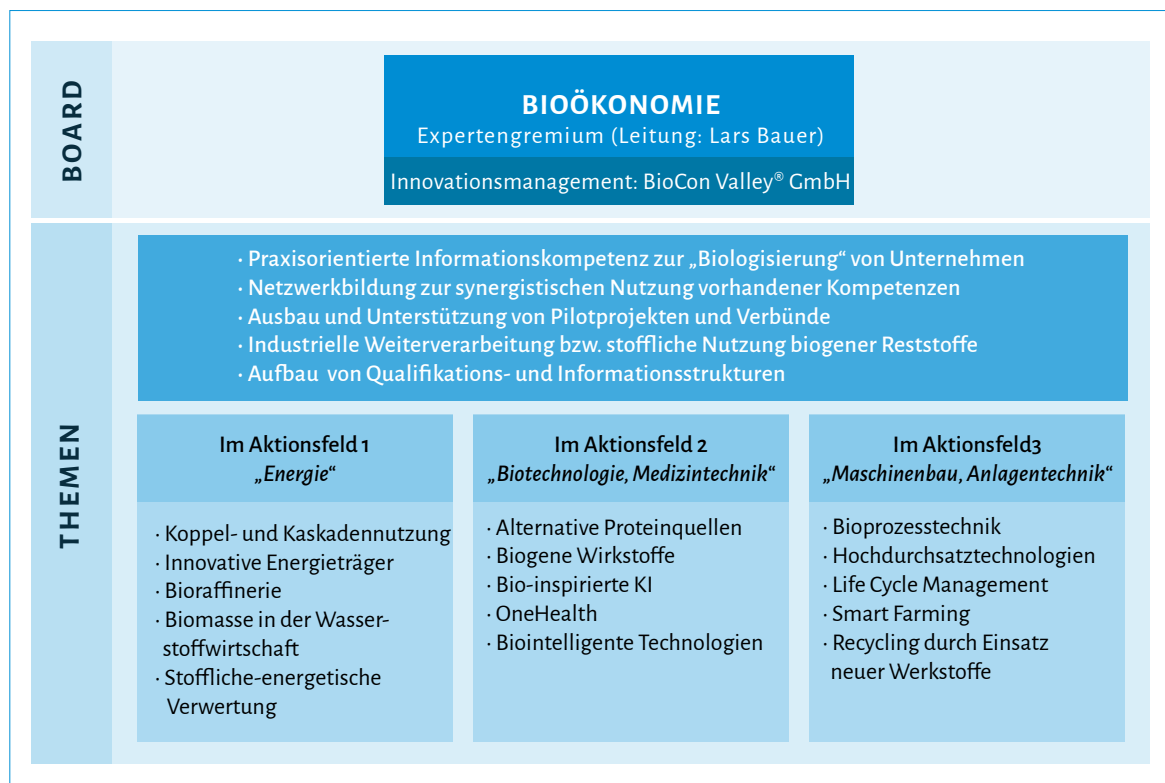 BOARD
BIOÖKONOMIE
Expertengremium (Leitung: Lars Bauer)
Innovationsmanagement: BioCon Valley® GmbH
THEMEN
· Praxisorientierte Informationskompetenz zur „Biologisierung“ von Unternehmen
· Netzwerkbildung zur synergistischen Nutzung vorhandener Kompetenzen
· Ausbau und Unterstützung von Pilotprojekten und Verbünde
· Industrielle Weiterverarbeitung bzw. stoffliche Nutzung biogener Reststoffe
· Aufbau von Qualifikations- und Informationsstrukturen
Im Aktionsfeld 1
„Energie“
· Koppel- und Kaskadennutzung
· Innovative Energieträger
· Bioraffinerie
· Biomasse in der Wasser-
stoffwirtschaft
· Stoffliche-energetische
Verwertung
Im Aktionsfeld 2
„Biotechnologie, Medizintechnik“
· Alternative Proteinquellen
· Biogene Wirkstoffe
· Bio-inspirierte KI
· OneHealth
· Biointelligente Technologien
Im Aktionsfeld3
„Maschinenbau, Anlagentechnik“
· Bioprozesstechnik
· Hochdurchsatztechnologien
· Life Cycle Management
· Smart Farming
· Recycling durch Einsatz
neuer Werkstoffe